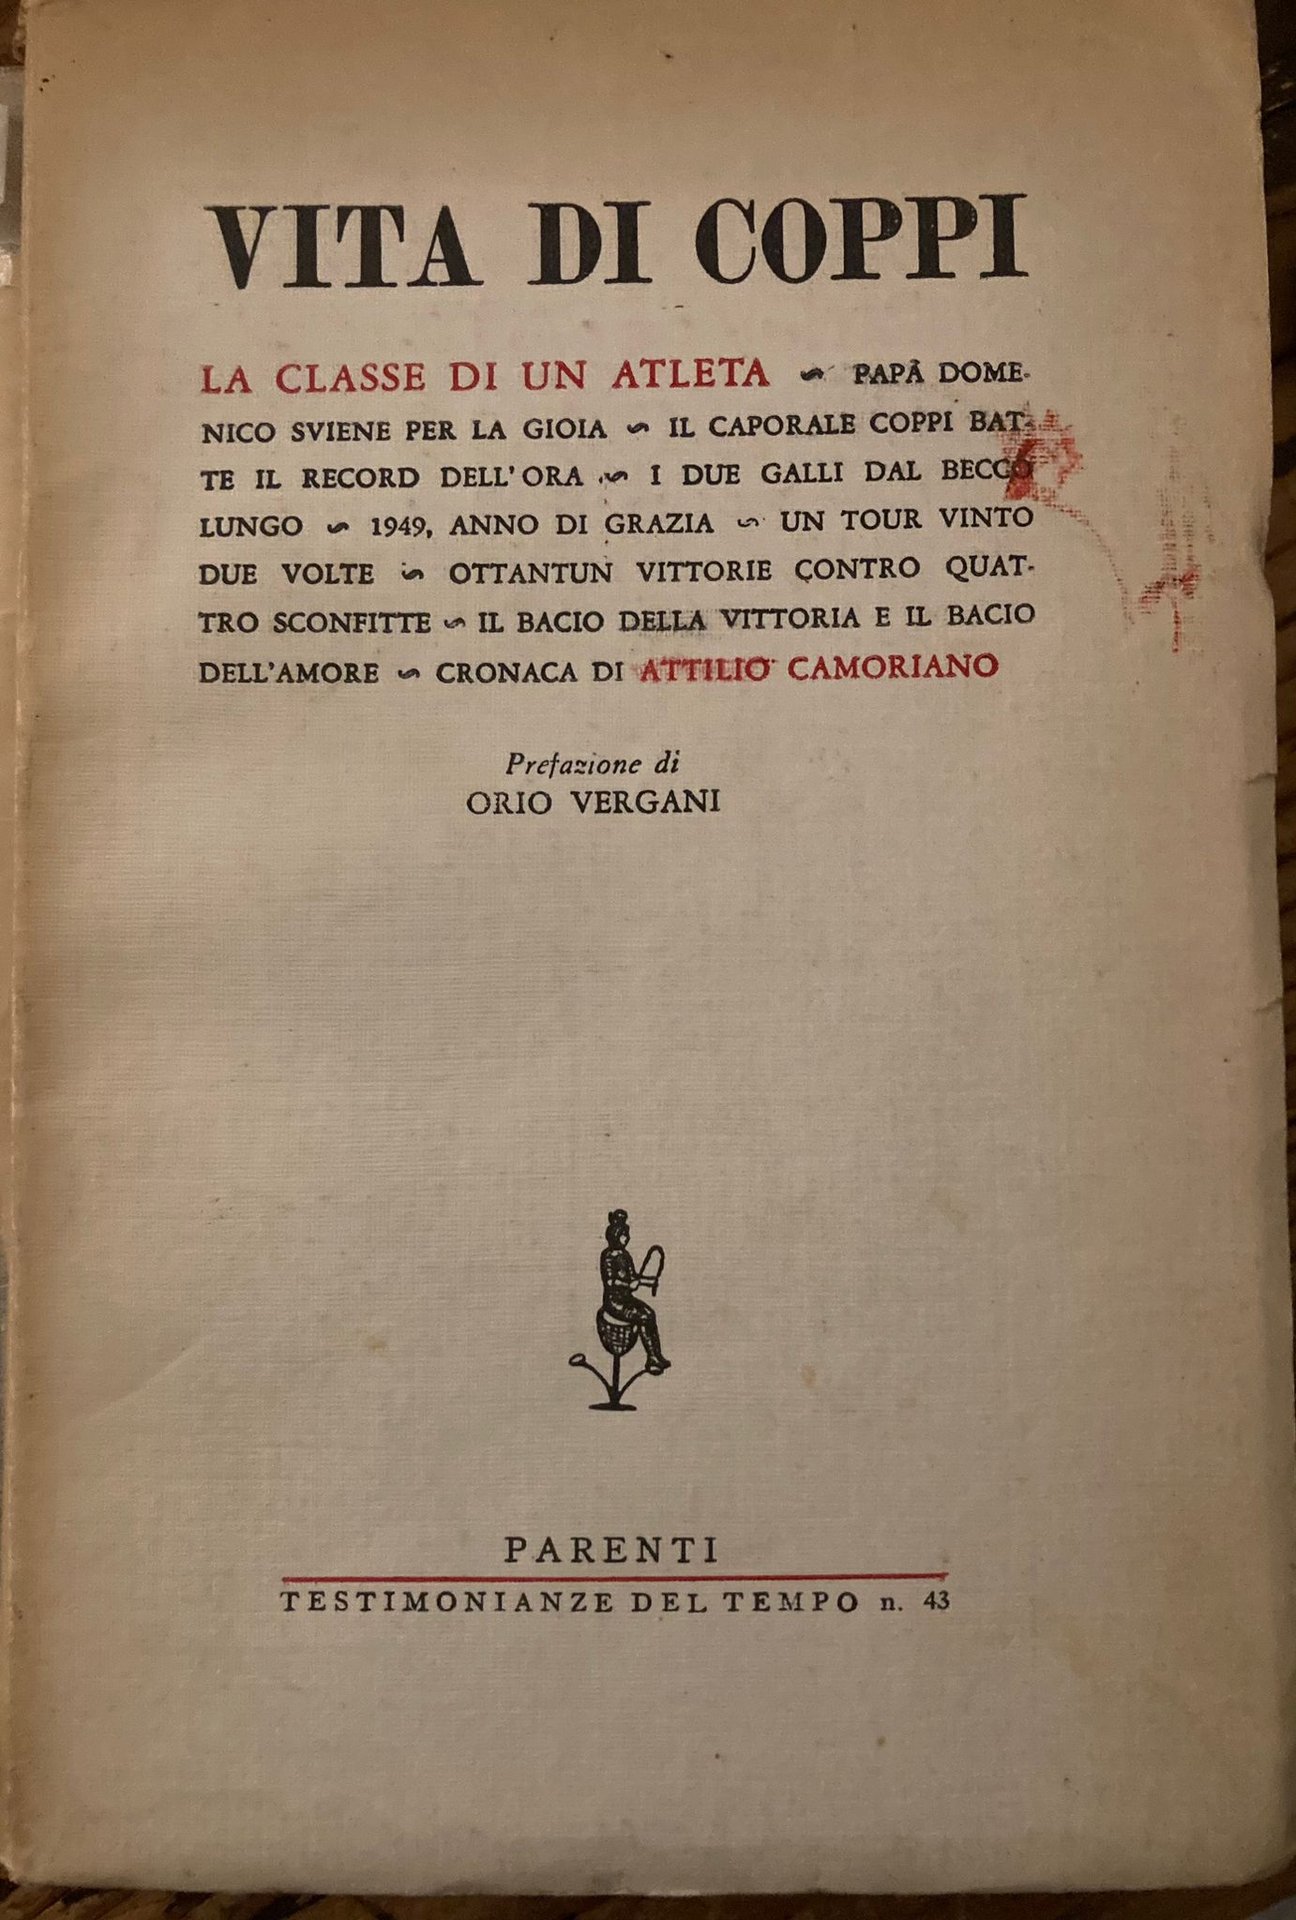 VITA DI COPPI
LA CLASSE DI UN ATLETA ~ PAPÀ DOME-
NICO SVIENE PER LA GIOIA ~ IL CAPORALE COPPI BAT-
TE IL RECORD DELL'ORA ~ I DUE GALLI DAL BECCO
LUNGO ~ 1949, ANNO DI GRAZIA ~ UN TOUR VINTO
DUE VOLTE ~ OTTANTUN VITTORIE CONTRO QUAT-
TRO SCONFITTE ~ IL BACIO DELLA VITTORIA E IL BACIO
DELL'AMORE ~ CRONACA DI ATTILIO CAMORIANO
Prefazione di
ORIO VERGANI
PARENTI
TESTIMONIANZE DEL TEMPO n. 43